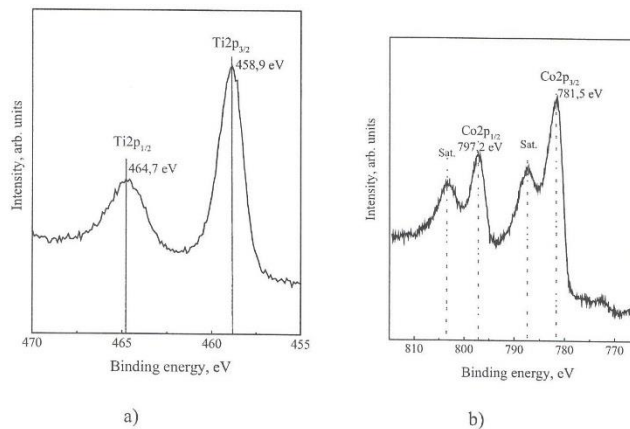 Ti2p3/2
458,9 eV
Ti2p1/2
464,7 eV
Intensity, arb. units
470 465 460 455
Binding energy, eV
a)
Co2p3/2
781,5 eV
Co2p1/2
797,2 eV
Sat.
Sat.
Intensity, arb. units
810 800 790 780 770
Binding energy, eV
b)